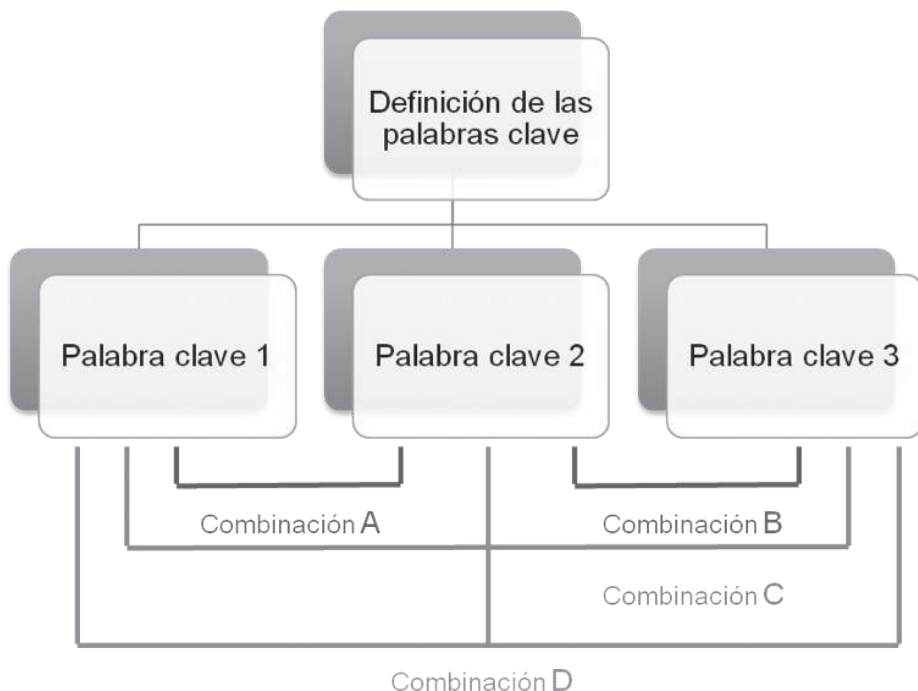 Definición de las
palabras clave
Palabra clave 1
Palabra clave 2
Palabra clave 3
Combinación A
Combinación B
Combinación C
Combinación D